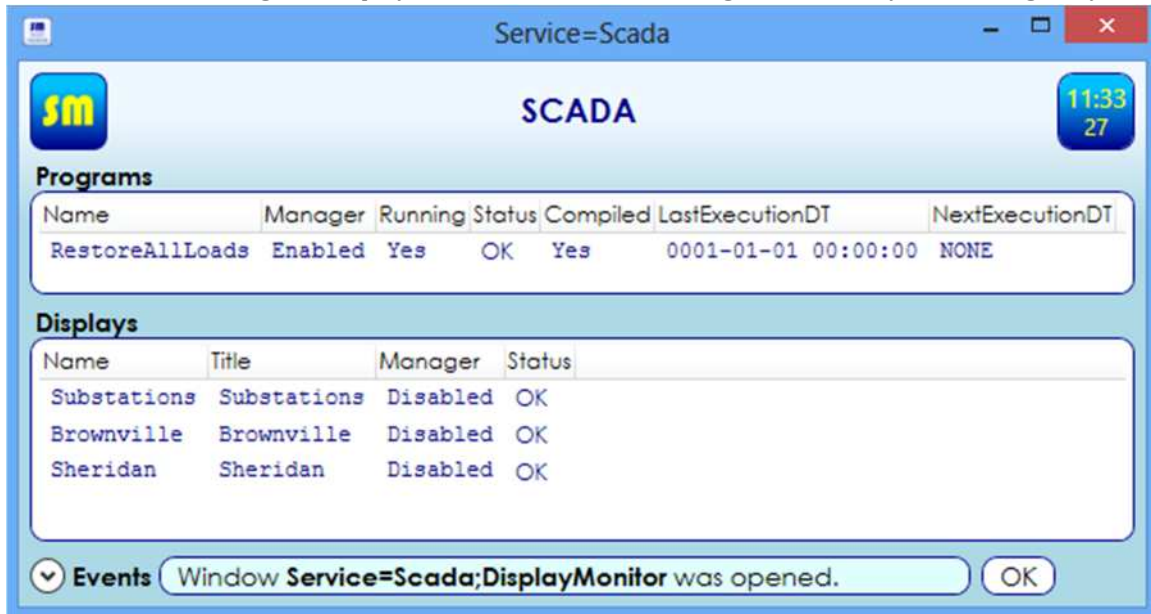 Service=Scada
sm
SCADA
11:33
27
Programs
Name Manager Running Status Compiled LastExecutionDT NextExecutionDT
RestoreAllLoads Enabled Yes OK Yes 0001-01-01 00:00:00 NONE
Displays
Name Title Manager Status
Substations Substations Disabled OK
Brownville Brownville Disabled OK
Sheridan Sheridan Disabled OK
Events Window Service=Scada;DisplayMonitor was opened. OK